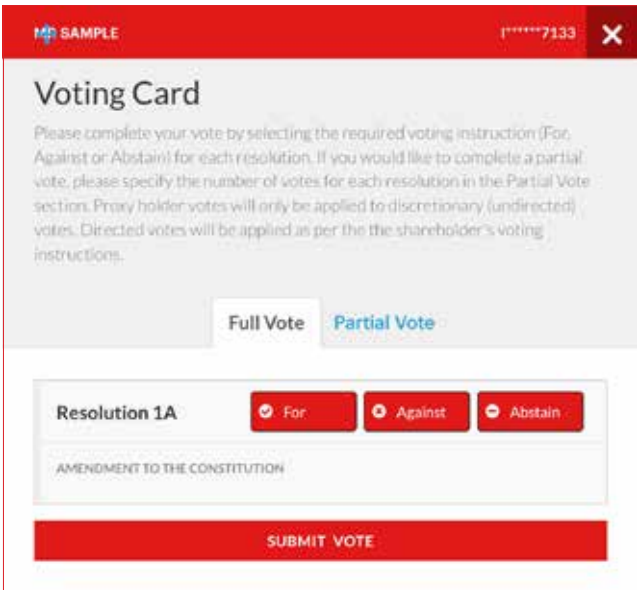 MR SAMPLE
I******7133
Voting Card
Please complete your vote by selecting the required voting instruction (For,
Against or Abstain) for each resolution. If you would like to complete a partial
vote, please specify the number of votes for each resolution in the Partial Vote
section. Proxy holder votes will only be applied to discretionary (undirected)
votes. Directed votes will be applied as per the the shareholder's voting
instructions.
Full Vote Partial Vote
Resolution 1A For Against Abstain
AMENDMENT TO THE CONSTITUTION
SUBMIT VOTE